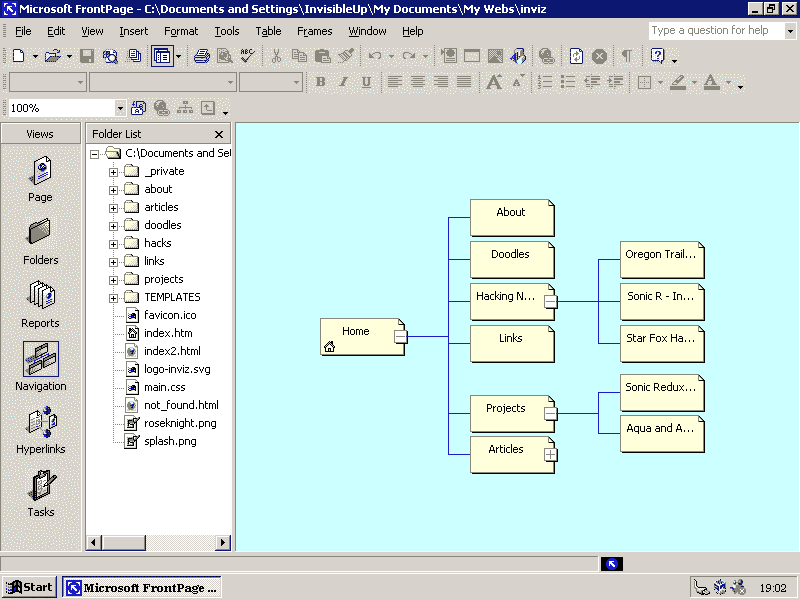 Microsoft FrontPage - C:\Documents and Settings\InvisibleUp\My Documents\My Webs\inviz
File Edit View Insert Format Tools Table Frames Window Help Type a question for help
ABC
B I U A A A
100%
Views
Page
Folders
Reports
Navigation
Hyperlinks
Tasks
Folder List
C:\Documents and Set
_private
about
articles
doodles
hacks
links
projects
TEMPLATES
favicon.ico
index.htm
index2.html
logo-inviz.svg
main.css
not_found.html
roseknight.png
splash.png
Home
About
Doodles
Hacking N...
Links
Projects
Articles
Oregon Trail...
Sonic R - In...
Star Fox Ha...
Sonic Redux...
Aqua and A...
Start Microsoft FrontPage ... 19:02